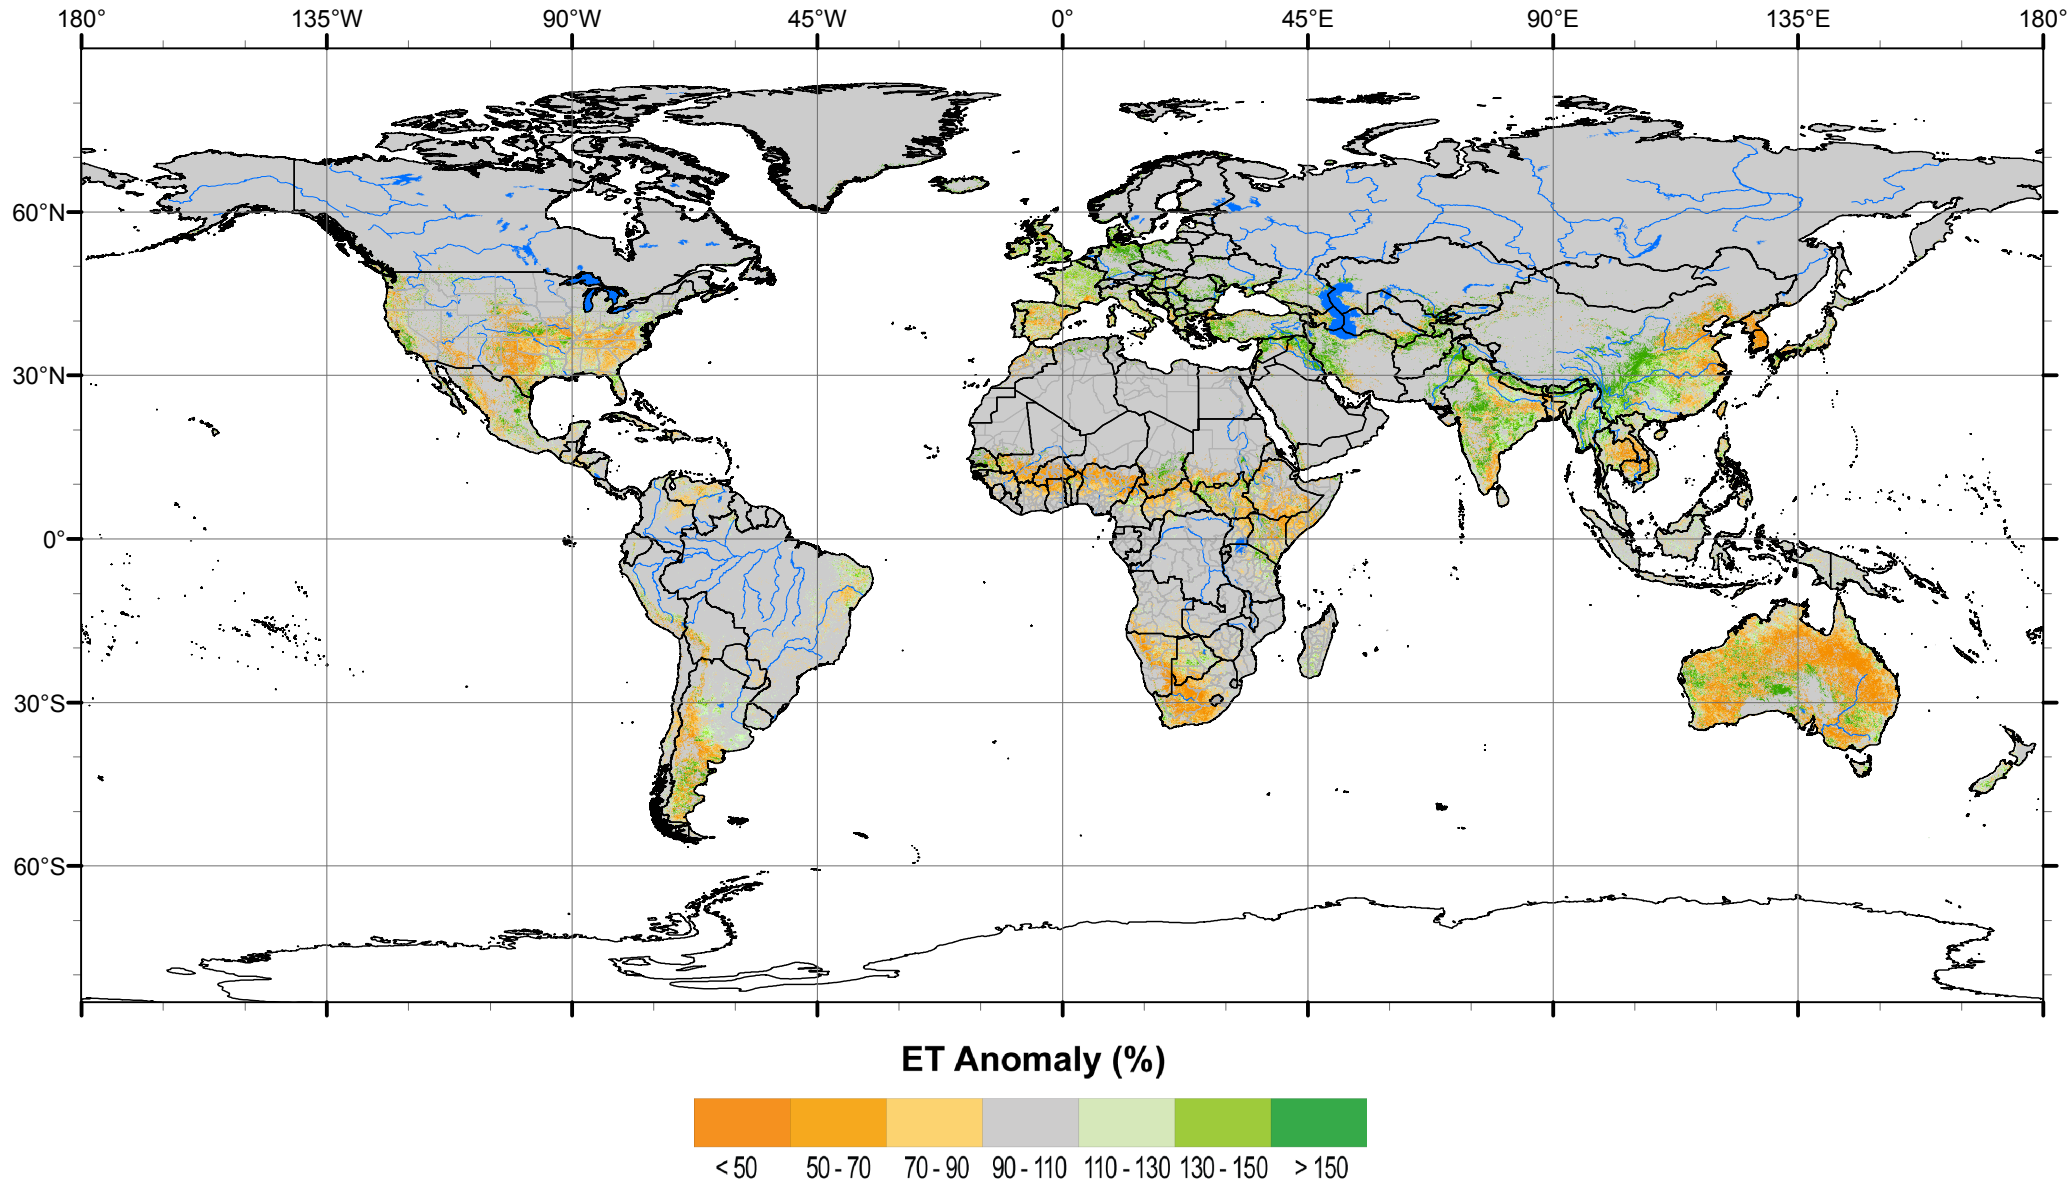 180° 135°W 90°W 45°W 0° 45°E 90°E 135°E 180°
60°N
30°N
0°
30°S
60°S
ET Anomaly (%)
< 50 50 - 70 70 - 90 90 - 110 110 - 130 130 - 150 > 150